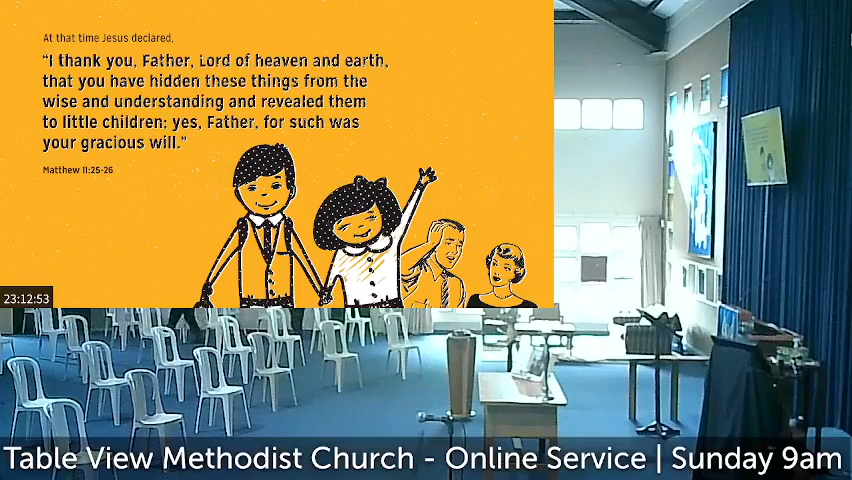 At that time Jesus declared,
“I thank you, Father, Lord of heaven and earth,
that you have hidden these things from the
wise and understanding and revealed them
to little children; yes, Father, for such was
your gracious will.”
Matthew 11:25-26
23:12:53
Table View Methodist Church - Online Service | Sunday 9am